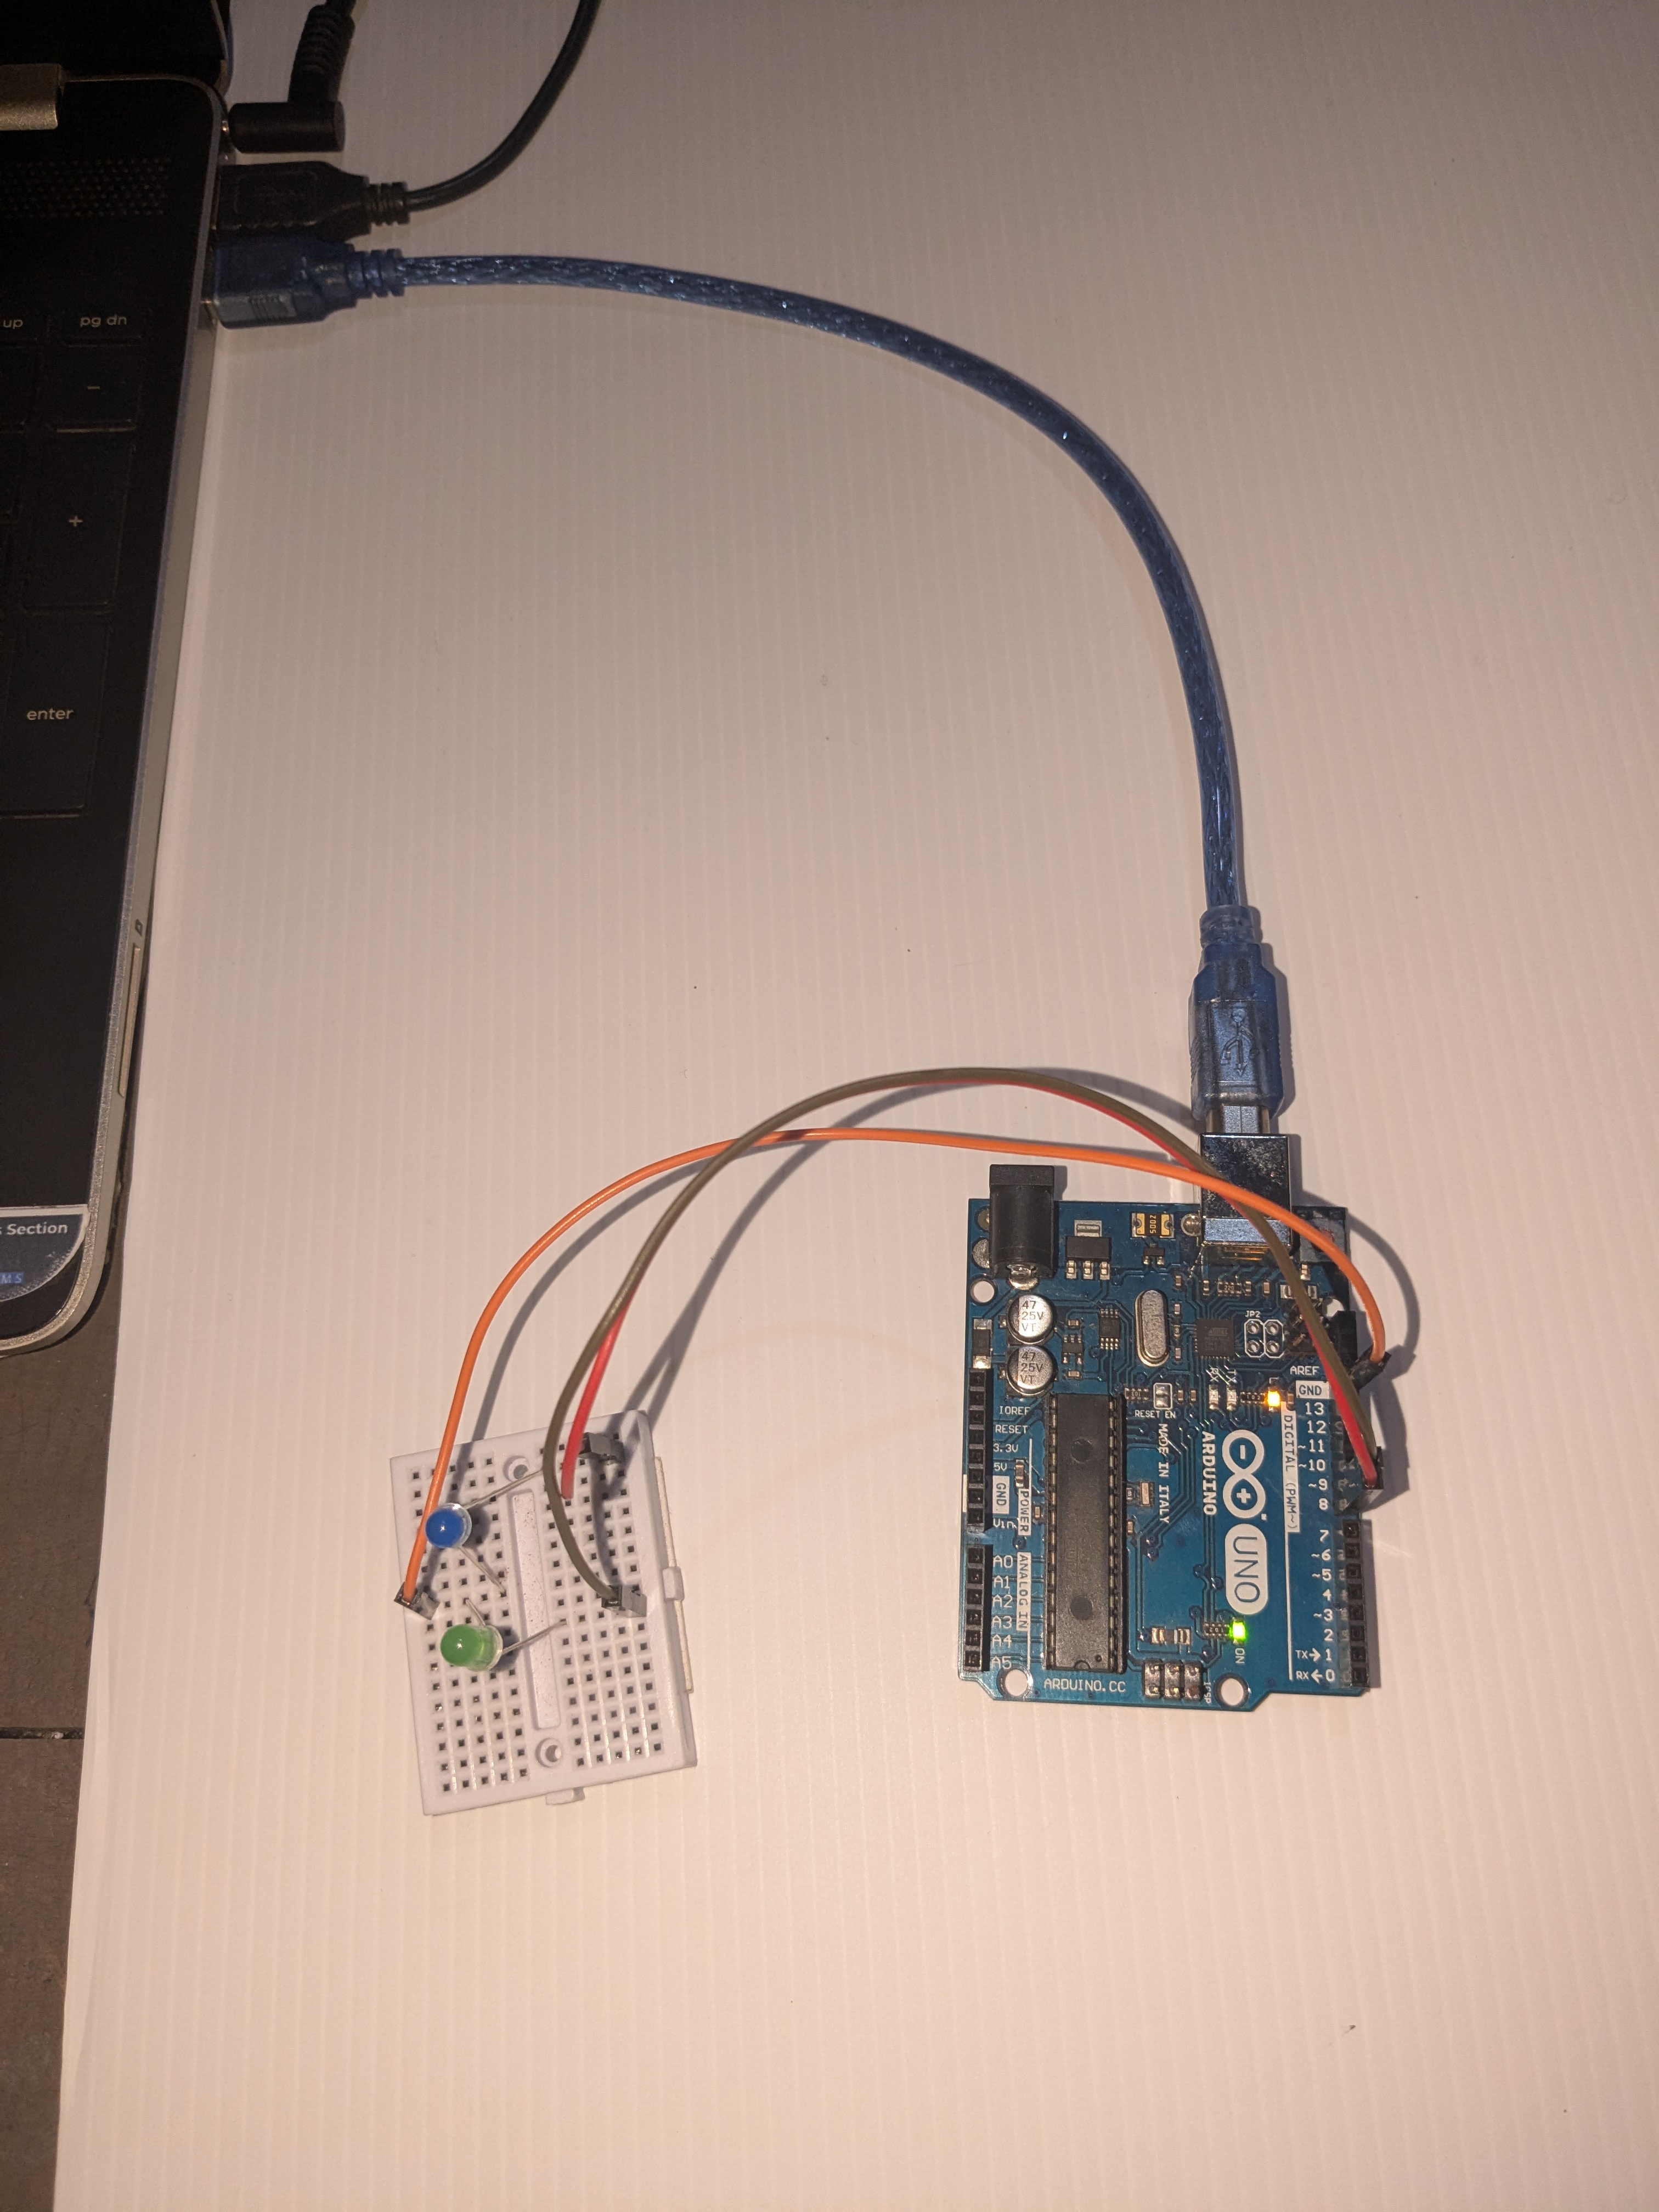 up
pg dn
-
+
enter
s Section
MS
47
25V
VT
47
25V
VT
5002
JP2
AREF
GND
13
12
~11
~10
~9
8
7
~6
~5
4
~3
2
TX→1
RX←0
DIGITAL (PWM~)
IOREF
RESET
3.3V
5V
GND
Vin
POWER
A0
A1
A2
A3
A4
A5
ANALOG IN
RESET EN
MADE IN ITALY
ARDUINO
UNO
ON
ICSP
ARDUINO.CC